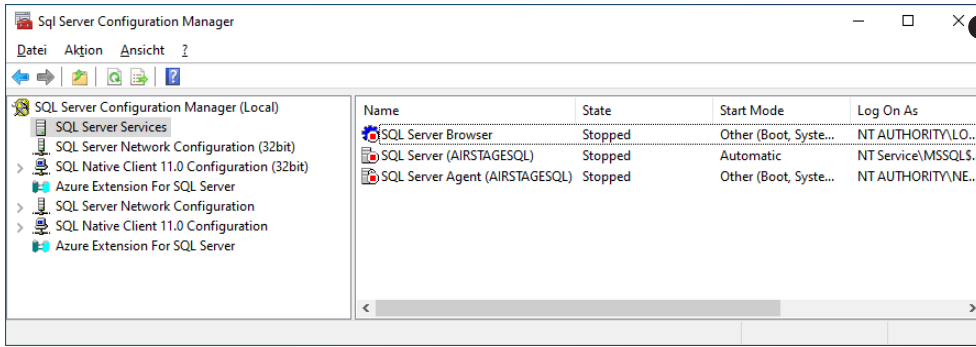 Sql Server Configuration Manager
Datei Aktion Ansicht ?
SQL Server Configuration Manager (Local)
SQL Server Services
SQL Server Network Configuration (32bit)
SQL Native Client 11.0 Configuration (32bit)
Azure Extension For SQL Server
SQL Server Network Configuration
SQL Native Client 11.0 Configuration
Azure Extension For SQL Server
Name State Start Mode Log On As
SQL Server Browser Stopped Other (Boot, Syste... NT AUTHORITY\LO...
SQL Server (AIRSTAGESQL) Stopped Automatic NT Service\MSSQL$...
SQL Server Agent (AIRSTAGESQL) Stopped Other (Boot, Syste... NT AUTHORITY\NE...